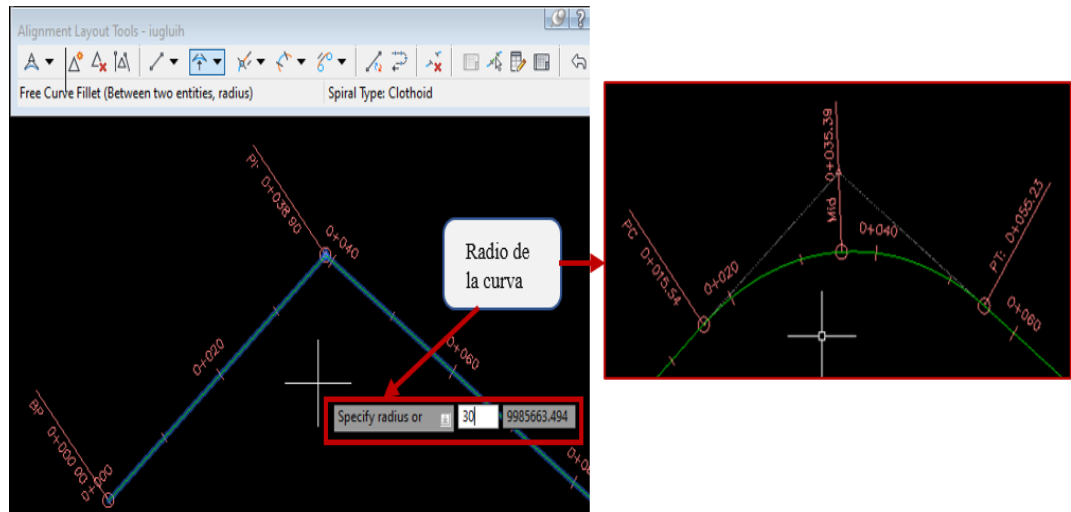 Alignment Layout Tools - iugluih
Free Curve Fillet (Between two entities, radius)
Spiral Type: Clothoid
PI: 0+038.90
0+040
0+020
0+060
BP: 0+000.00
0+000
Radio de
la curva
Specify radius or
30
9985663.494
PC: 0+015.54
0+020
Mid: 0+035.39
0+040
PT: 0+055.23
0+060